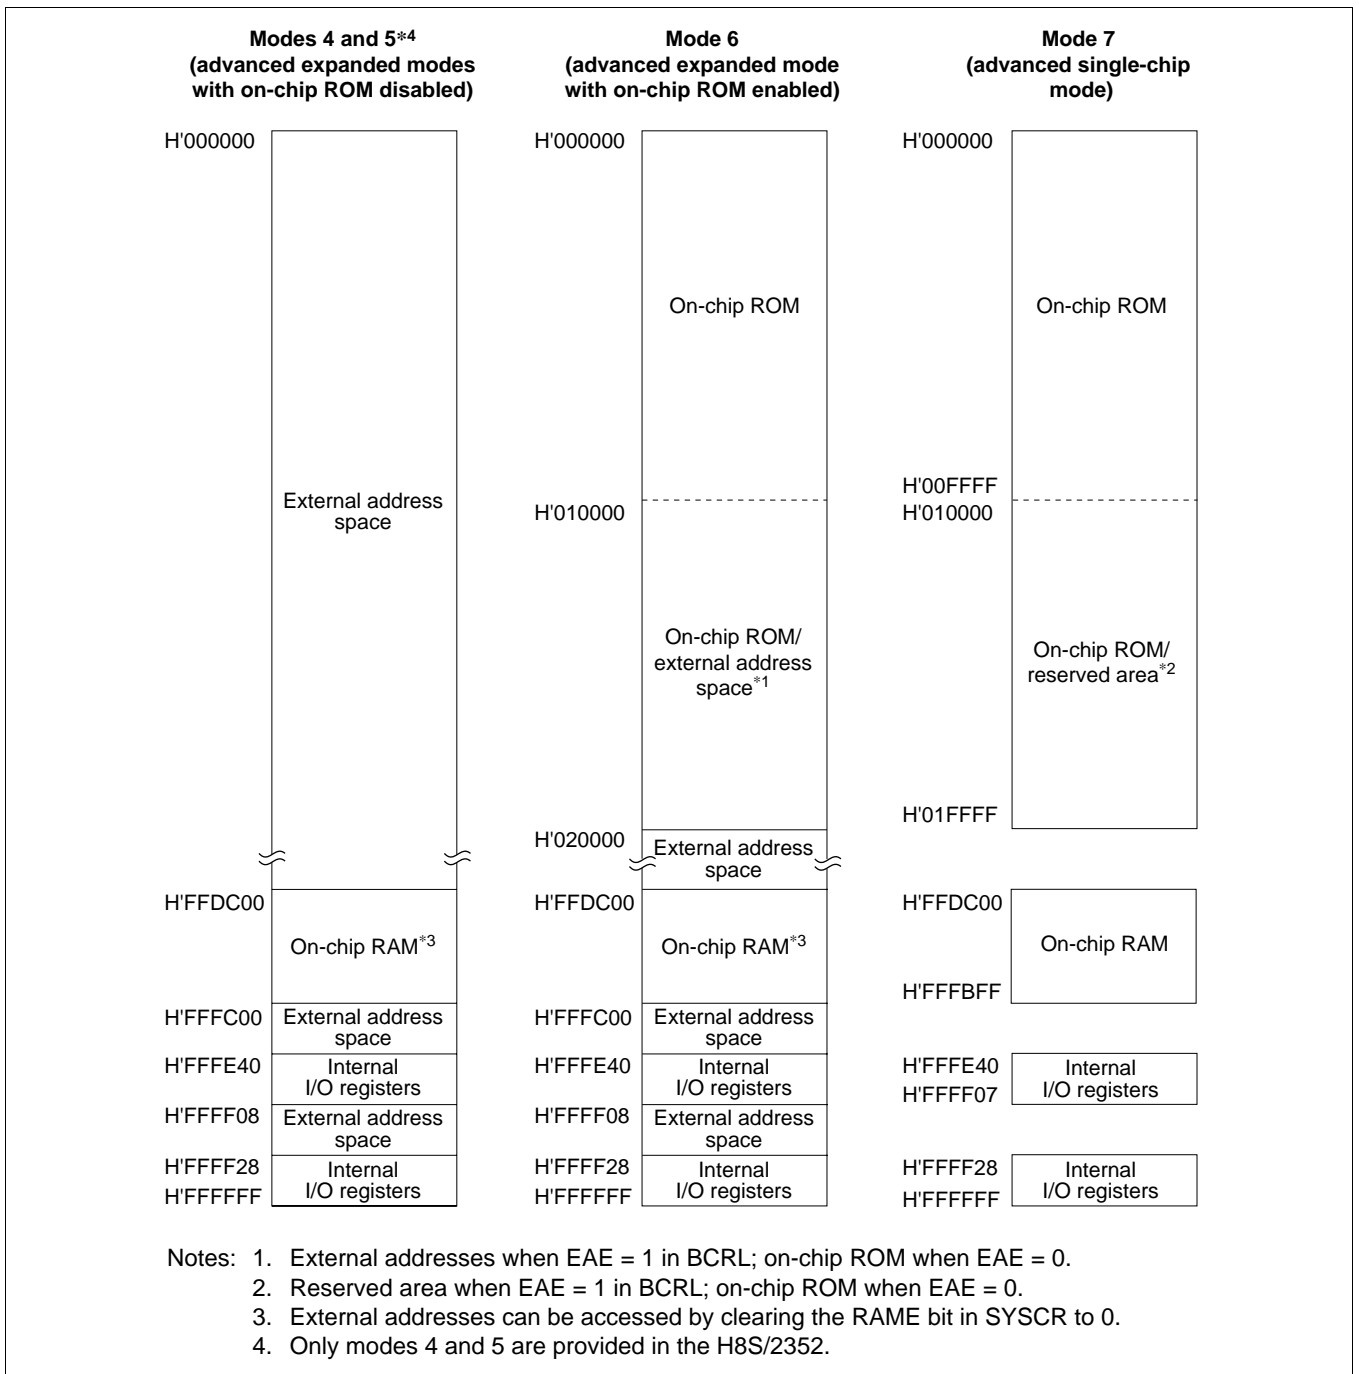 Modes 4 and 5*4
(advanced expanded modes
with on-chip ROM disabled)
H'000000
External address
space
H'FFDC00
On-chip RAM*3
H'FFFC00
External address
space
H'FFFE40
Internal
I/O registers
H'FFFF08
External address
space
H'FFFF28
Internal
I/O registers
H'FFFFFF
Mode 6
(advanced expanded mode
with on-chip ROM enabled)
H'000000
On-chip ROM
H'010000
On-chip ROM/
external address
space*1
H'020000
External address
space
H'FFDC00
On-chip RAM*3
H'FFFC00
External address
space
H'FFFE40
Internal
I/O registers
H'FFFF08
External address
space
H'FFFF28
Internal
I/O registers
H'FFFFFF
Mode 7
(advanced single-chip
mode)
H'000000
On-chip ROM
H'00FFFF
H'010000
On-chip ROM/
reserved area*2
H'01FFFF
H'FFDC00
On-chip RAM
H'FFFBFF
H'FFFE40
Internal
I/O registers
H'FFFF07
H'FFFF28
Internal
I/O registers
H'FFFFFF
Notes: 1. External addresses when EAE = 1 in BCRL; on-chip ROM when EAE = 0.
2. Reserved area when EAE = 1 in BCRL; on-chip ROM when EAE = 0.
3. External addresses can be accessed by clearing the RAME bit in SYSCR to 0.
4. Only modes 4 and 5 are provided in the H8S/2352.